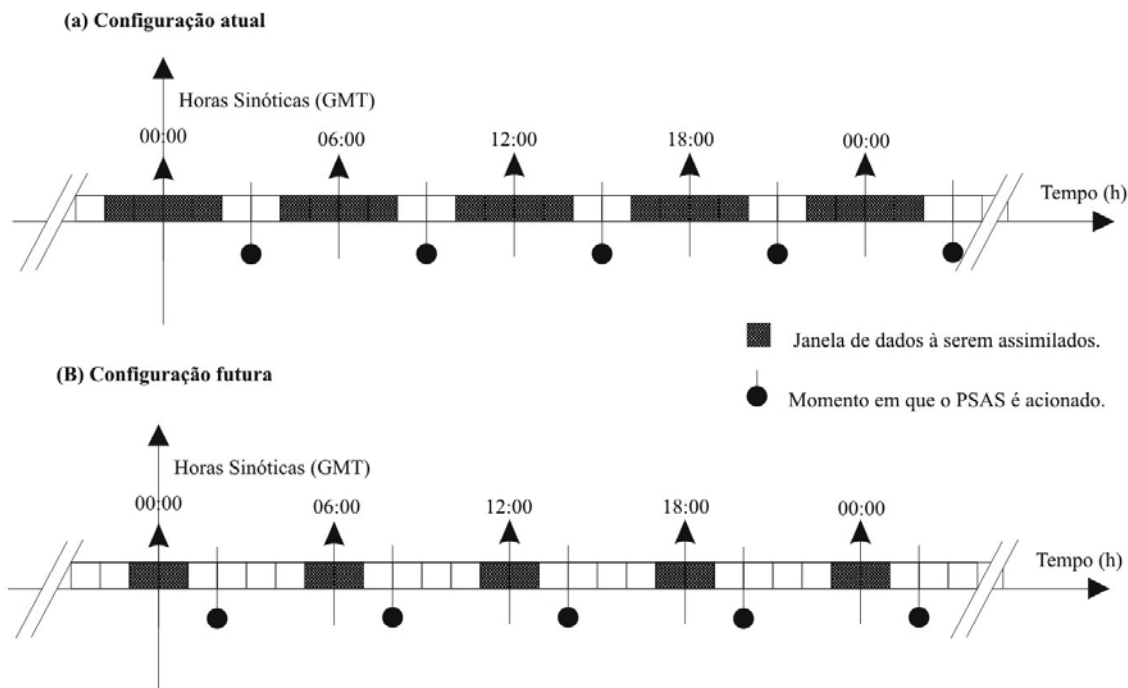 (a) Configuração atual
Horas Sinóticas (GMT)
00:00
06:00
12:00
18:00
00:00
Tempo (h)
Janela de dados à serem assimilados.
(B) Configuração futura
Momento em que o PSAS é acionado.
Horas Sinóticas (GMT)
00:00
06:00
12:00
18:00
00:00
Tempo (h)